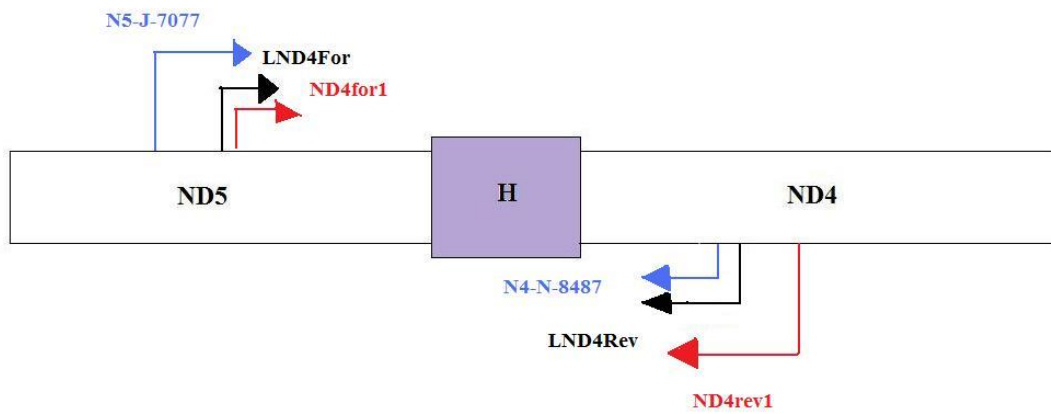 N5-J-7077
LND4For
ND4for1
ND5
H
ND4
N4-N-8487
LND4Rev
ND4rev1